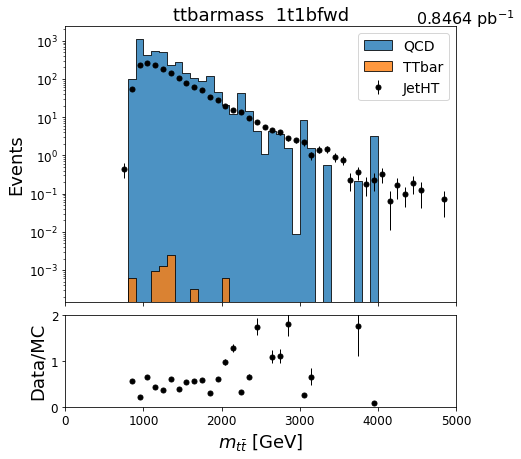 ttbarmass 1t1bfwd
0.8464 pb⁻¹
QCD
TTbar
JetHT
Events
10³
10²
10¹
10⁰
10⁻¹
10⁻²
10⁻³
Data/MC
2
1
0
0 1000 2000 3000 4000 5000
m_{tt̄} [GeV]